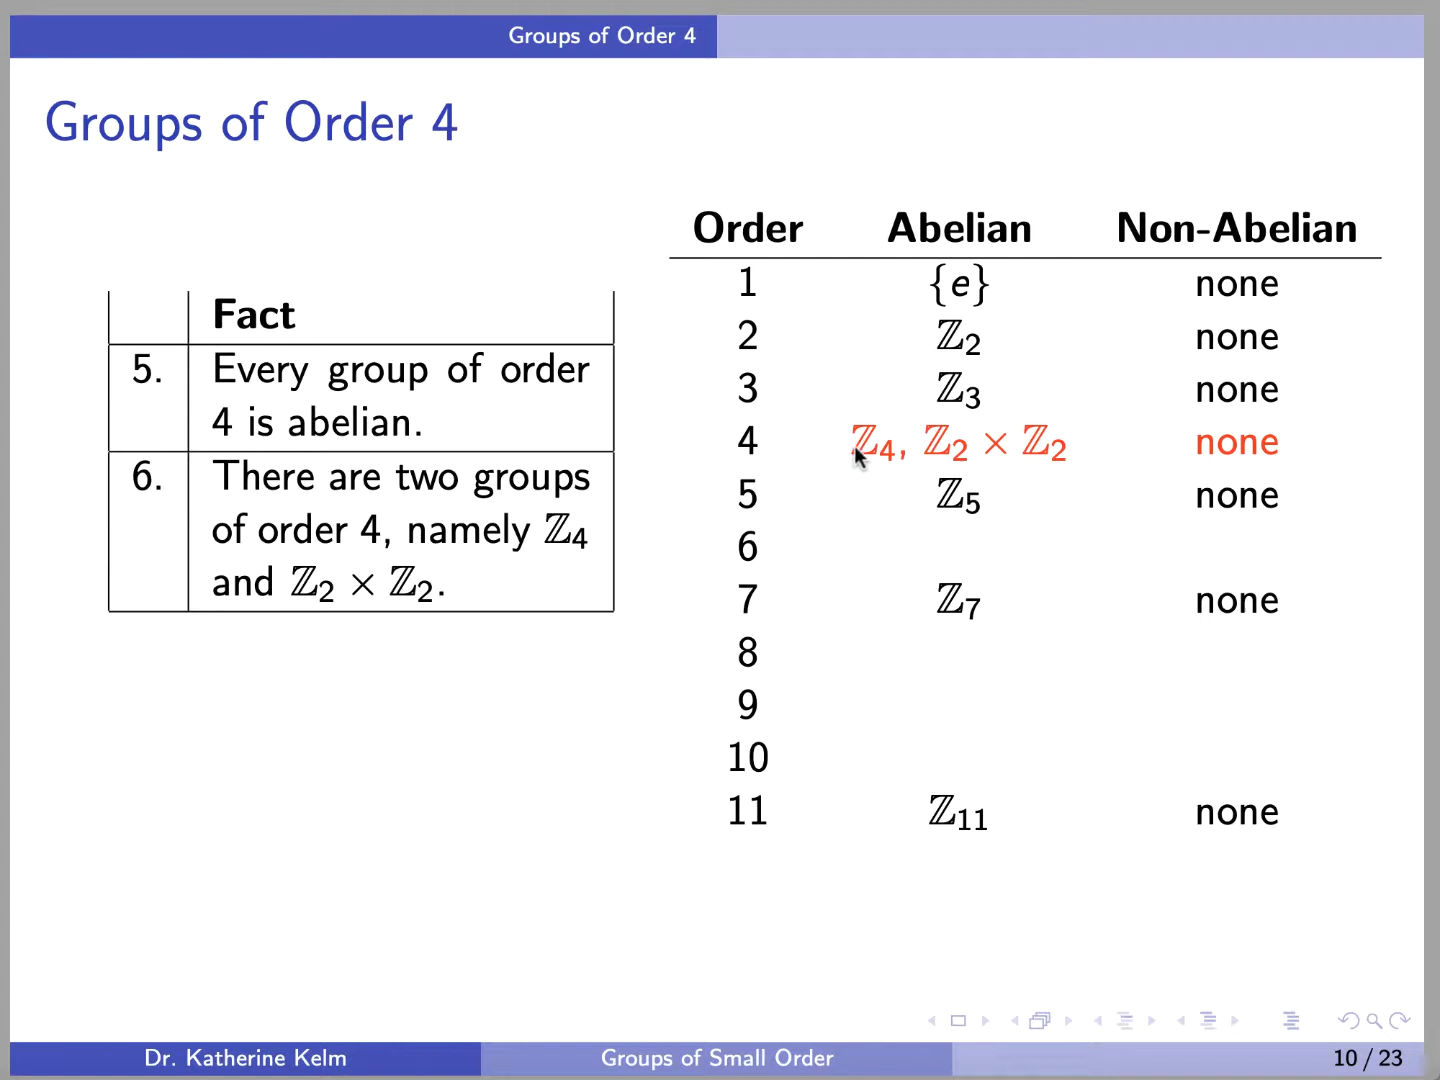 Groups of Order 4
Groups of Order 4
Fact
5. Every group of order
4 is abelian.
6. There are two groups
of order 4, namely ℤ₄
and ℤ₂ × ℤ₂.
Order Abelian Non-Abelian
1 {e} none
2 ℤ₂ none
3 ℤ₃ none
4 ℤ₄, ℤ₂ × ℤ₂ none
5 ℤ₅ none
6
7 ℤ₇ none
8
9
10
11 ℤ₁₁ none
Dr. Katherine Kelm Groups of Small Order 10 / 23